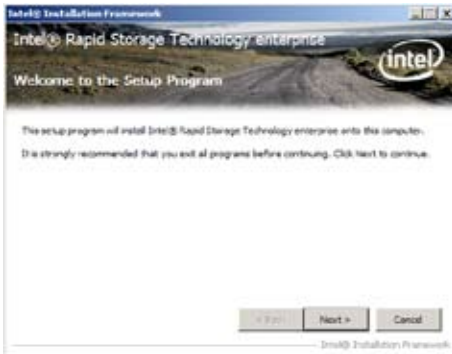 Intel® Installation Framework
Intel® Rapid Storage Technology enterprise
intel
Welcome to the Setup Program
This setup program will install Intel® Rapid Storage Technology enterprise onto this computer.
It is strongly recommended that you exit all programs before continuing. Click Next to continue.
< Back
Next >
Cancel
Intel® Installation Framework